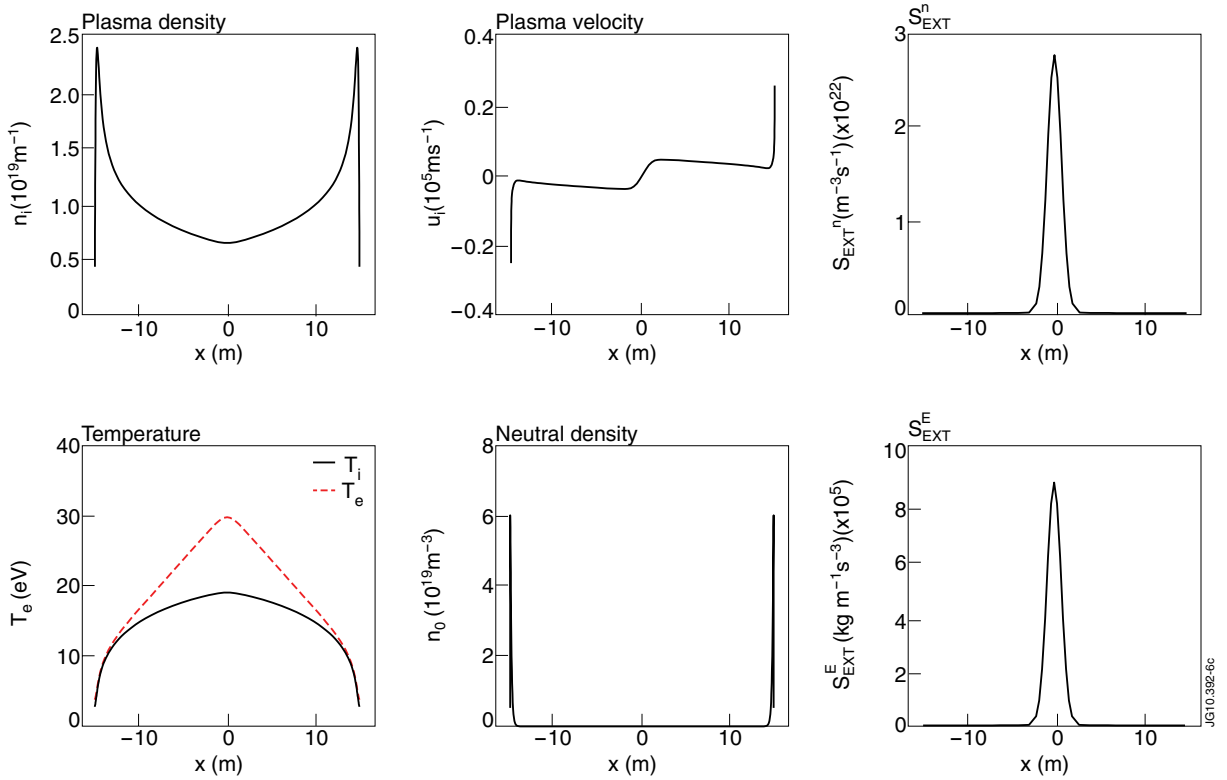 Plasma density
2.5
2.0
1.5
1.0
0.5
0
n_i(10^19m^−1)
−10 0 10
x (m)
Plasma velocity
0.4
0.2
0
−0.2
−0.4
u_i(10^5ms^−1)
−10 0 10
x (m)
S_EXT^n
3
2
1
0
S_EXT^n(m^−3s^−1)(x10^22)
−10 0 10
x (m)
Temperature
40
30
20
10
0
T_e (eV)
T_i
T_e
−10 0 10
x (m)
Neutral density
8
6
4
2
0
n_0 (10^19m^−3)
−10 0 10
x (m)
S_EXT^E
10
8
6
4
2
0
S_EXT^E(kg m^−1s^−3)(x10^5)
−10 0 10
x (m)
JG10.392-6c